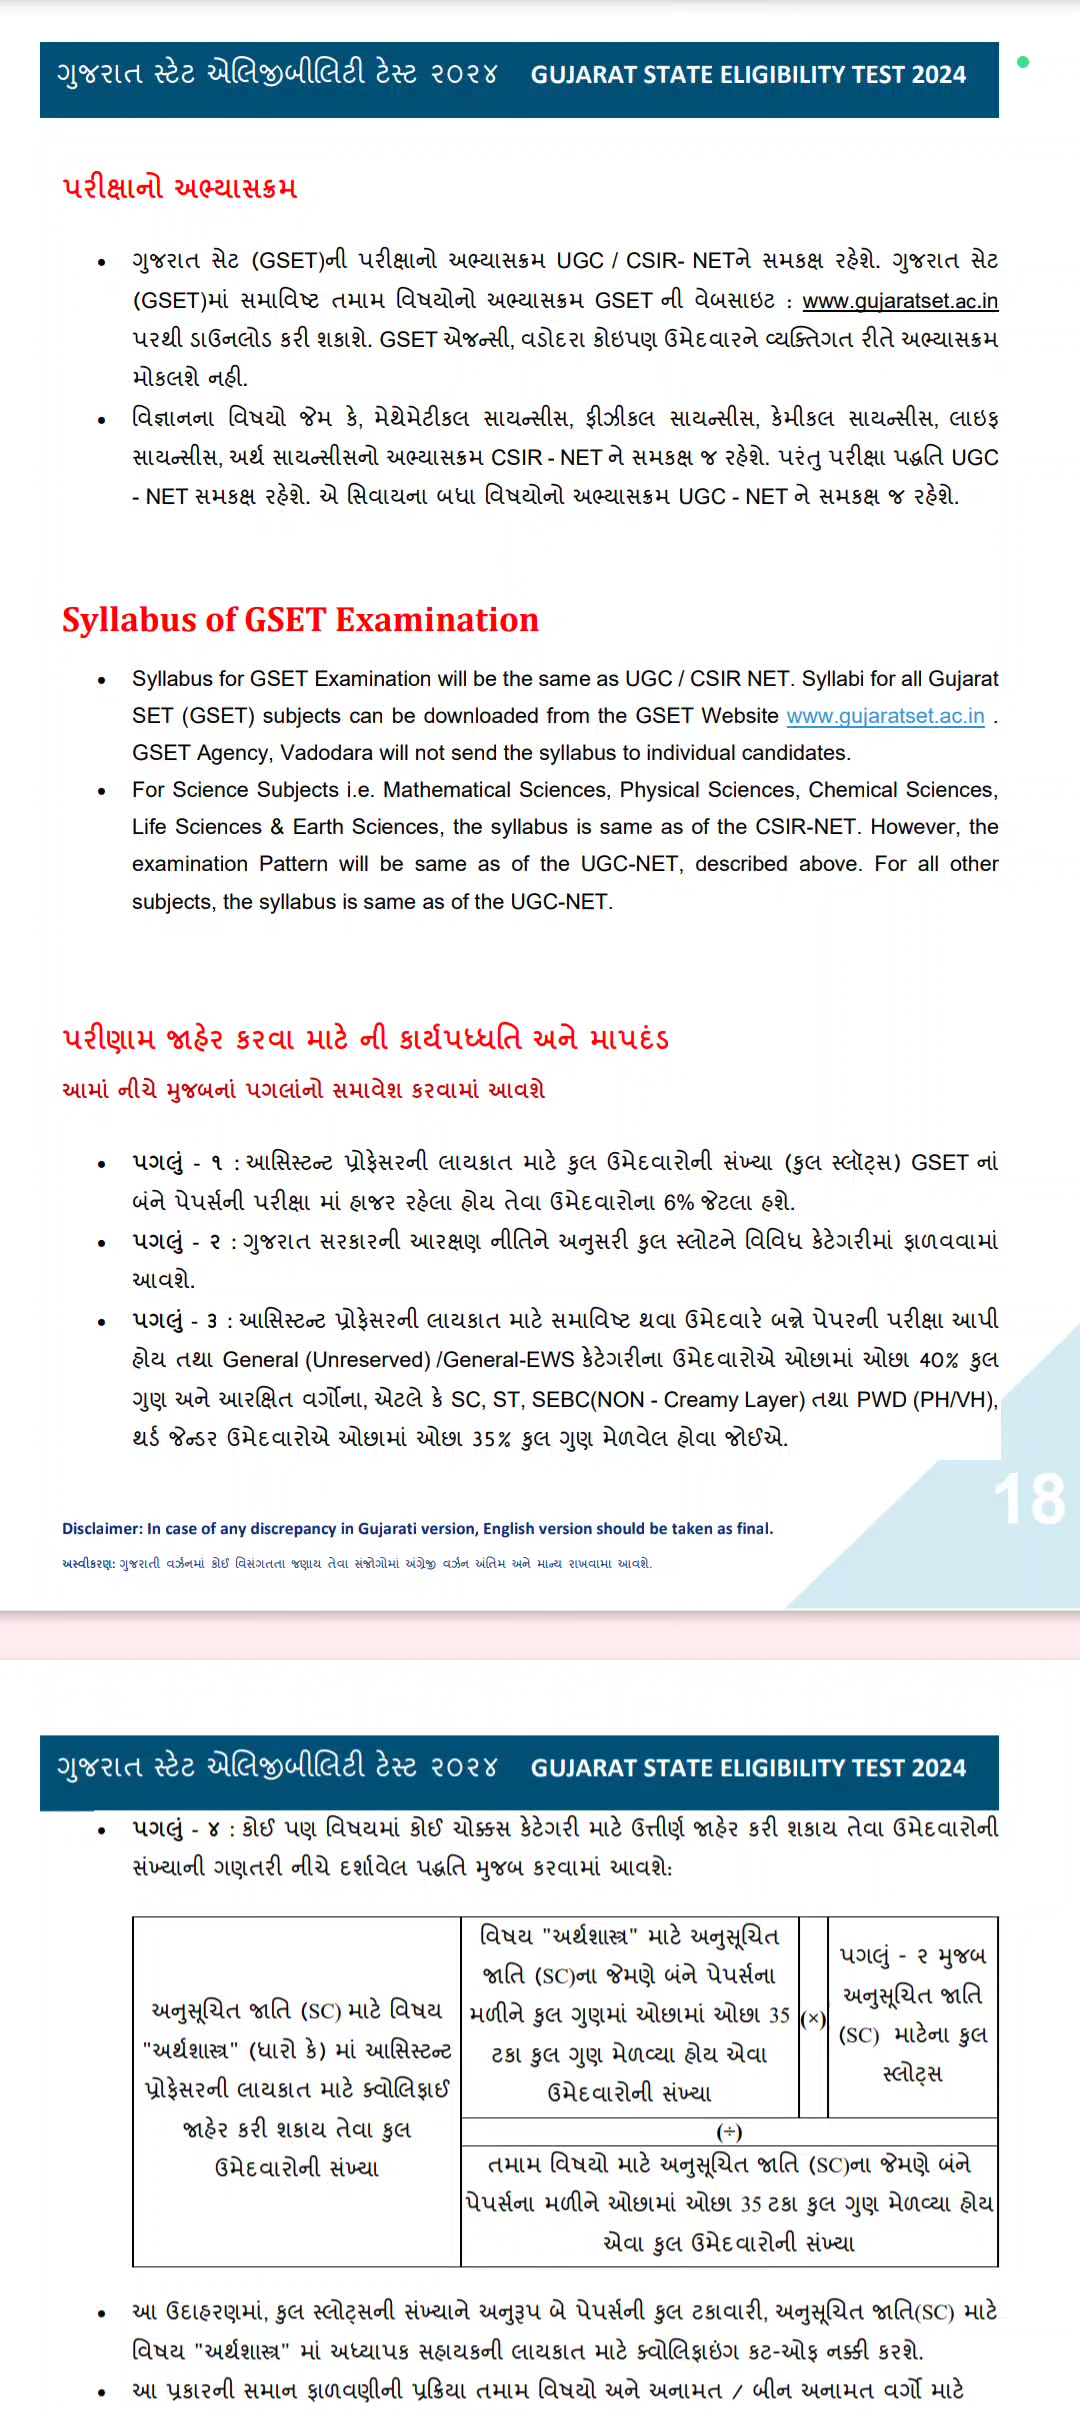 ગુજરાત સ્ટેટ એલિજીબીલિટી ટેસ્ટ ૨૦૨૪ GUJARAT STATE ELIGIBILITY TEST 2024
પરીક્ષાનો અભ્યાસક્રમ
• ગુજરાત સેટ (GSET)ની પરીક્ષાનો અભ્યાસક્રમ UGC / CSIR- NETને સમકક્ષ રહેશે. ગુજરાત સેટ
(GSET)માં સમાવિષ્ટ તમામ વિષયોનો અભ્યાસક્રમ GSET ની વેબસાઇટ : www.gujaratset.ac.in
પરથી ડાઉનલોડ કરી શકાશે. GSET એજન્સી, વડોદરા કોઇપણ ઉમેદવારને વ્યક્તિગત રીતે અભ્યાસક્રમ
મોકલશે નહી.
• વિજ્ઞાનના વિષયો જેમ કે, મેથેમેટીકલ સાયન્સીસ, ફીઝીકલ સાયન્સીસ, કેમીકલ સાયન્સીસ, લાઇફ
સાયન્સીસ, અર્થ સાયન્સીસનો અભ્યાસક્રમ CSIR - NET ને સમકક્ષ જ રહેશે. પરંતુ પરીક્ષા પદ્ધતિ UGC
- NET સમકક્ષ રહેશે. એ સિવાયના બધા વિષયોનો અભ્યાસક્રમ UGC - NET ને સમકક્ષ જ રહેશે.
Syllabus of GSET Examination
• Syllabus for GSET Examination will be the same as UGC / CSIR NET. Syllabi for all Gujarat
SET (GSET) subjects can be downloaded from the GSET Website www.gujaratset.ac.in .
GSET Agency, Vadodara will not send the syllabus to individual candidates.
• For Science Subjects i.e. Mathematical Sciences, Physical Sciences, Chemical Sciences,
Life Sciences & Earth Sciences, the syllabus is same as of the CSIR-NET. However, the
examination Pattern will be same as of the UGC-NET, described above. For all other
subjects, the syllabus is same as of the UGC-NET.
પરીણામ જાહેર કરવા માટે ની કાર્યપધ્ધતિ અને માપદંડ
આમાં નીચે મુજબનાં પગલાંનો સમાવેશ કરવામાં આવશે
• પગલું - ૧ : આસિસ્ટન્ટ પ્રોફેસરની લાયકાત માટે કુલ ઉમેદવારોની સંખ્યા (કુલ સ્લૉટ્સ) GSET નાં
બંને પેપર્સની પરીક્ષા માં હાજર રહેલા હોય તેવા ઉમેદવારોના 6% જેટલા હશે.
• પગલું - ૨ : ગુજરાત સરકારની આરક્ષણ નીતિને અનુસરી કુલ સ્લોટને વિવિધ કેટેગરીમાં ફાળવવામાં
આવશે.
• પગલું - ૩ : આસિસ્ટન્ટ પ્રોફેસરની લાયકાત માટે સમાવિષ્ટ થવા ઉમેદવારે બન્ને પેપરની પરીક્ષા આપી
હોય તથા General (Unreserved) /General-EWS કેટેગરીના ઉમેદવારોએ ઓછામાં ઓછા 40% કુલ
ગુણ અને આરક્ષિત વર્ગોના, એટલે કે SC, ST, SEBC(NON - Creamy Layer) તથા PWD (PH/VH),
થર્ડ જેન્ડર ઉમેદવારોએ ઓછામાં ઓછા 35% કુલ ગુણ મેળવેલ હોવા જોઈએ.
18
Disclaimer: In case of any discrepancy in Gujarati version, English version should be taken as final.
અસ્વીકરણ: ગુજરાતી વર્ઝનમાં કોઈ વિસંગતતા જણાય તેવા સંજોગોમાં અંગ્રેજી વર્ઝન અંતિમ અને માન્ય રાખવામા આવશે.
ગુજરાત સ્ટેટ એલિજીબીલિટી ટેસ્ટ ૨૦૨૪ GUJARAT STATE ELIGIBILITY TEST 2024
• પગલું - ૪ : કોઈ પણ વિષયમાં કોઈ ચોક્સ કેટેગરી માટે ઉત્તીર્ણ જાહેર કરી શકાય તેવા ઉમેદવારોની
સંખ્યાની ગણતરી નીચે દર્શાવેલ પદ્ધતિ મુજબ કરવામાં આવશે:
અનુસૂચિત જાતિ (SC) માટે વિષય
"અર્થશાસ્ત્ર" (ધારો કે) માં આસિસ્ટન્ટ
પ્રોફેસરની લાયકાત માટે ક્વોલિફાઈ
જાહેર કરી શકાય તેવા કુલ
ઉમેદવારોની સંખ્યા
વિષય "અર્થશાસ્ત્ર" માટે અનુસૂચિત
જાતિ (SC)ના જેમણે બંને પેપર્સના
મળીને કુલ ગુણમાં ઓછામાં ઓછા 35
ટકા કુલ ગુણ મેળવ્યા હોય એવા
ઉમેદવારોની સંખ્યા
(×)
પગલું - ૨ મુજબ
અનુસૂચિત જાતિ
(SC) માટેના કુલ
સ્લોટ્સ
(÷)
તમામ વિષયો માટે અનુસૂચિત જાતિ (SC)ના જેમણે બંને
પેપર્સના મળીને ઓછામાં ઓછા 35 ટકા કુલ ગુણ મેળવ્યા હોય
એવા કુલ ઉમેદવારોની સંખ્યા
• આ ઉદાહરણમાં, કુલ સ્લોટ્સની સંખ્યાને અનુરૂપ બે પેપર્સની કુલ ટકાવારી, અનુસૂચિત જાતિ(SC) માટે
વિષય "અર્થશાસ્ત્ર" માં અધ્યાપક સહાયકની લાયકાત માટે ક્વોલિફાઇંગ કટ-ઓફ નક્કી કરશે.
• આ પ્રકારની સમાન ફાળવણીની પ્રક્રિયા તમામ વિષયો અને અનામત / બીન અનામત વર્ગો માટે